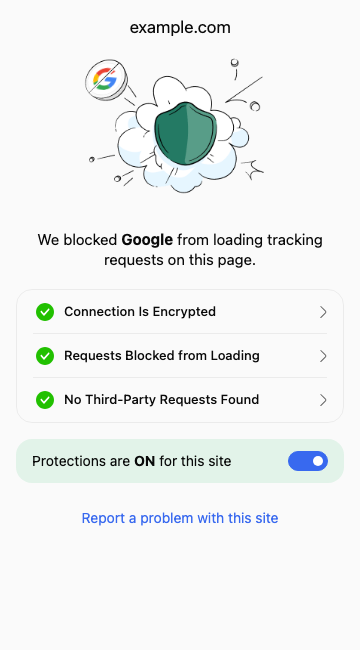 example.com
We blocked Google from loading tracking
requests on this page.
Connection Is Encrypted
Requests Blocked from Loading
No Third-Party Requests Found
Protections are ON for this site
Report a problem with this site